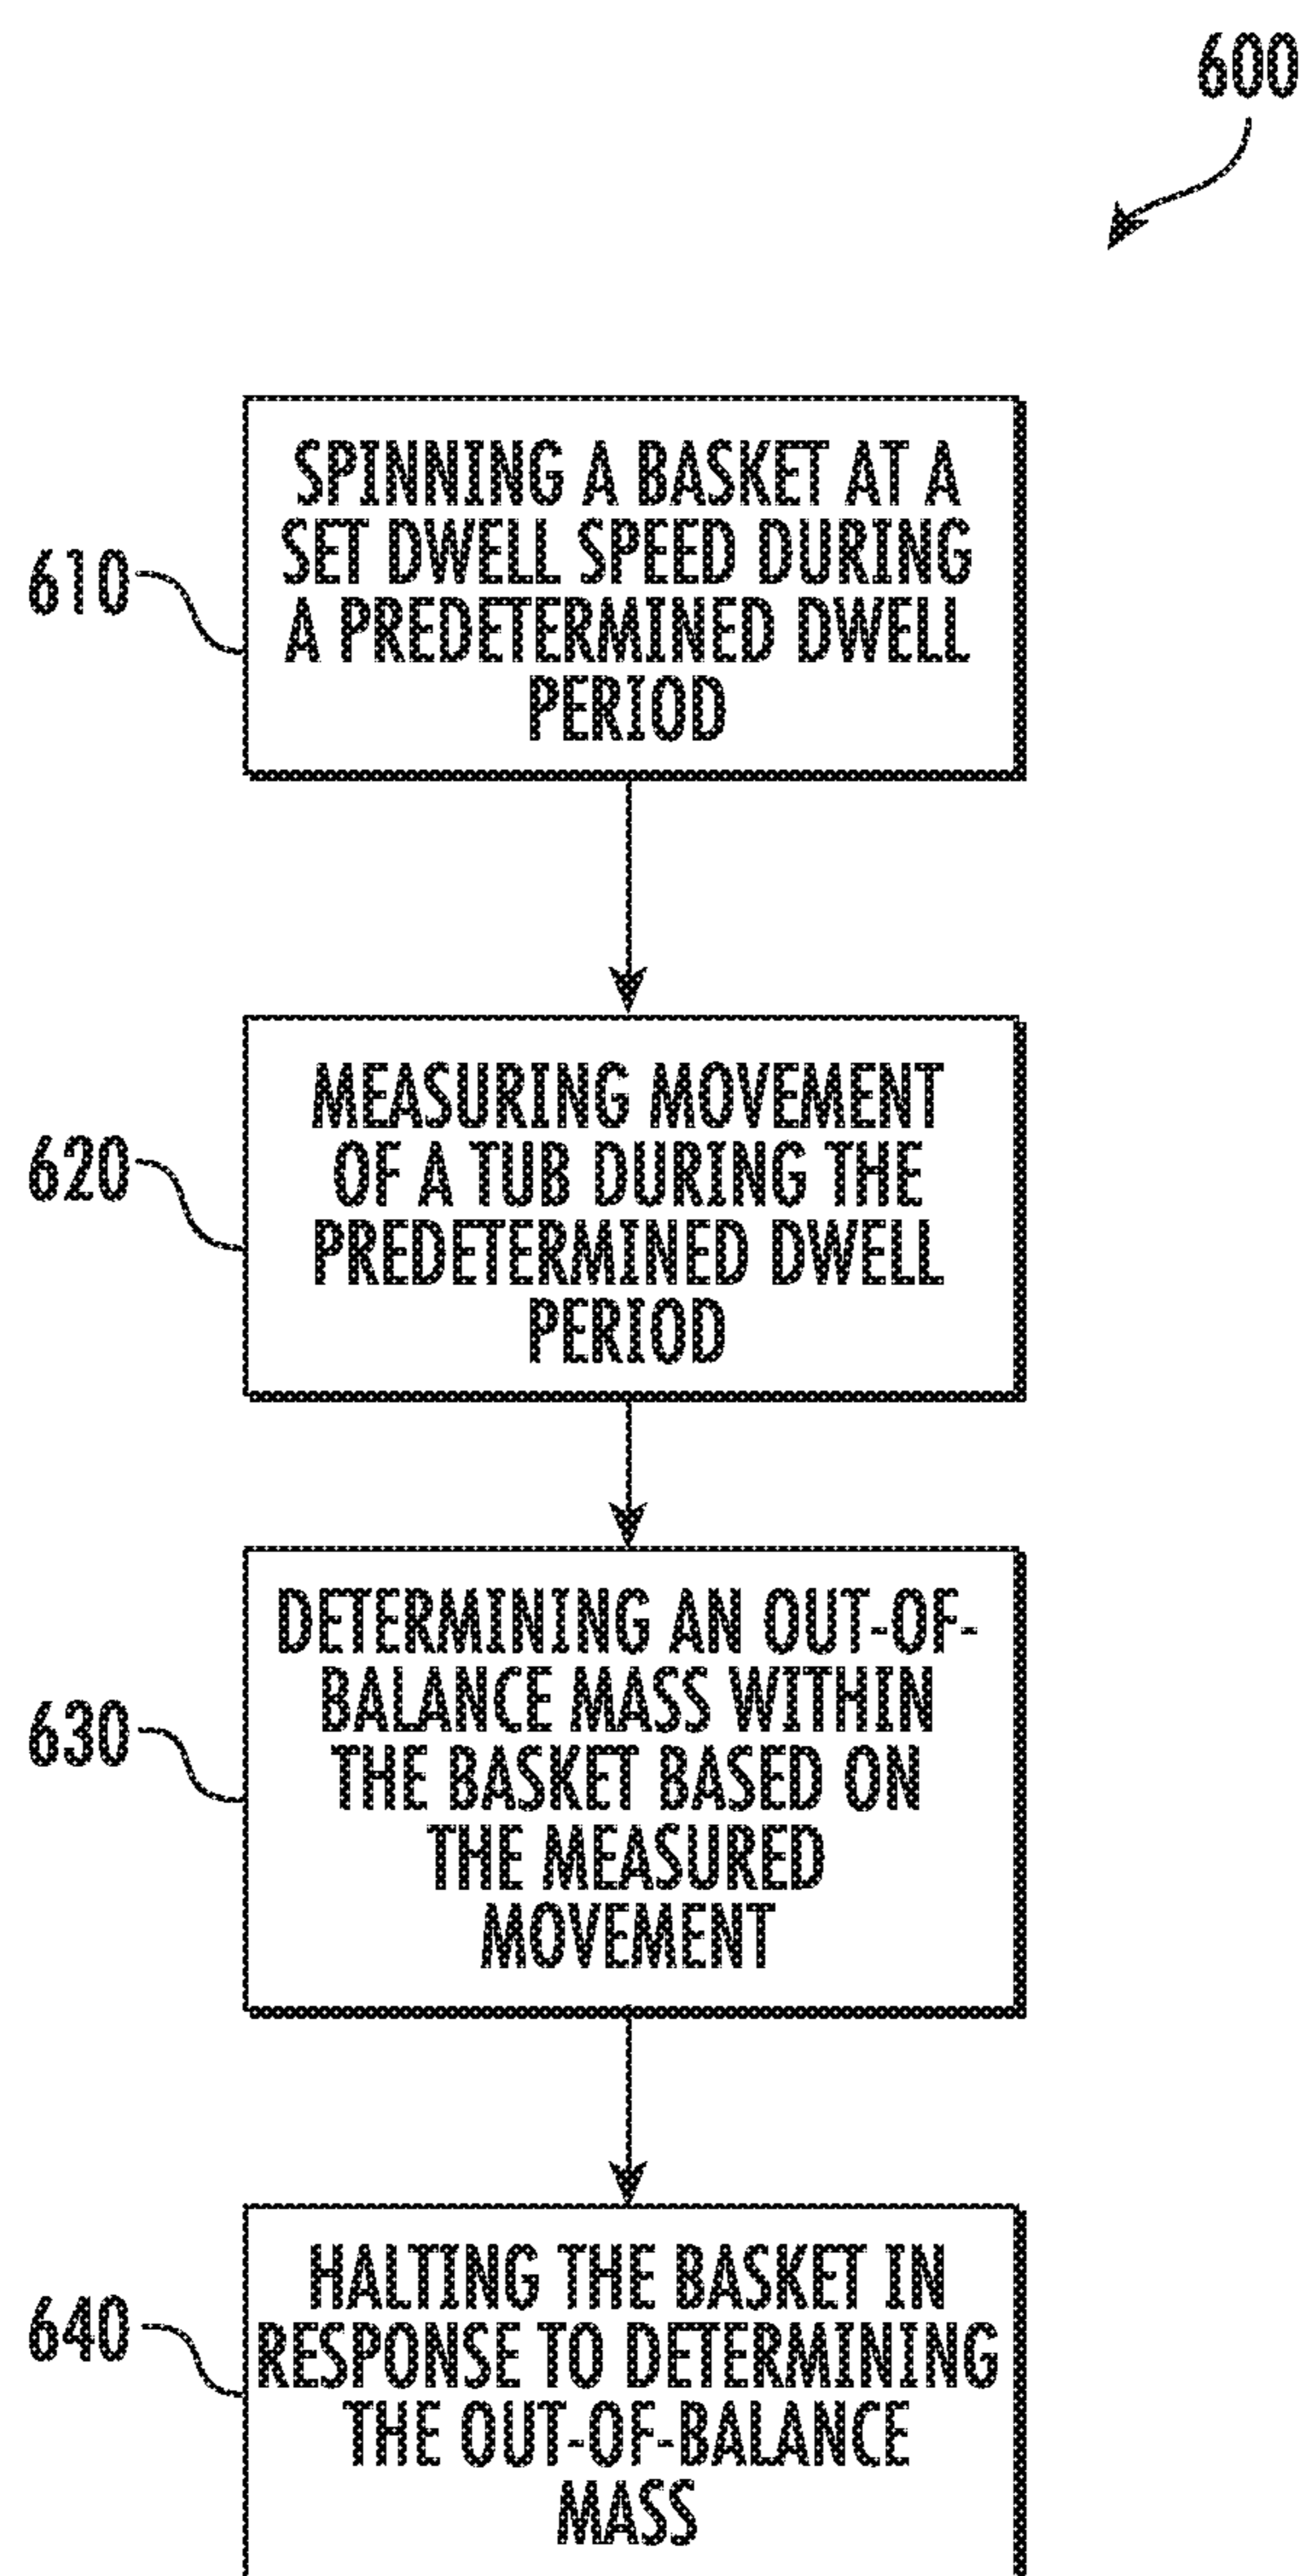 600
610
SPINNING A BASKET AT A
SET DWELL SPEED DURING
A PREDETERMINED DWELL
PERIOD
620
MEASURING MOVEMENT
OF A TUB DURING THE
PREDETERMINED DWELL
PERIOD
630
DETERMINING AN OUT-OF-
BALANCE MASS WITHIN
THE BASKET BASED ON
THE MEASURED
MOVEMENT
640
HALTING THE BASKET IN
RESPONSE TO DETERMINING
THE OUT-OF-BALANCE
MASS